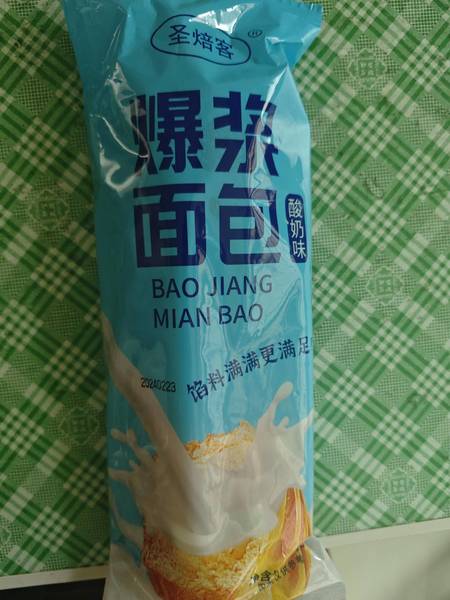 圣焙客®
爆浆
面包
酸奶味
BAO JIANG
MIAN BAO
馅料满满更满足
20240223